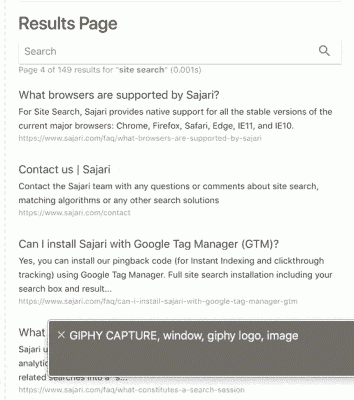 Results Page
Search
Page 4 of 149 results for "site search" (0.001s)
What browsers are supported by Sajari?
For Site Search, Sajari provides native support for all the stable versions of the
current major browsers: Chrome, Firefox, Safari, Edge, IE11, and IE10.
https://www.sajari.com/faq/what-browsers-are-supported-by-sajari
Contact us | Sajari
Contact the Sajari team with any questions or comments about site search,
matching algorithms or any other search solutions
https://www.sajari.com/contact
Can I install Sajari with Google Tag Manager (GTM)?
Yes, you can install our pingback code (for Instant Indexing and clickthrough
tracking) using Google Tag Manager. Full site search installation including your
search box and result...
https://www.sajari.com/faq/can-i-install-sajari-with-google-tag-manager-gtm
What
× GIPHY CAPTURE, window, giphy logo, image
Sajari u
analytic
related searches into a "s...
https://www.sajari.com/faq/what-constitutes-a-search-session